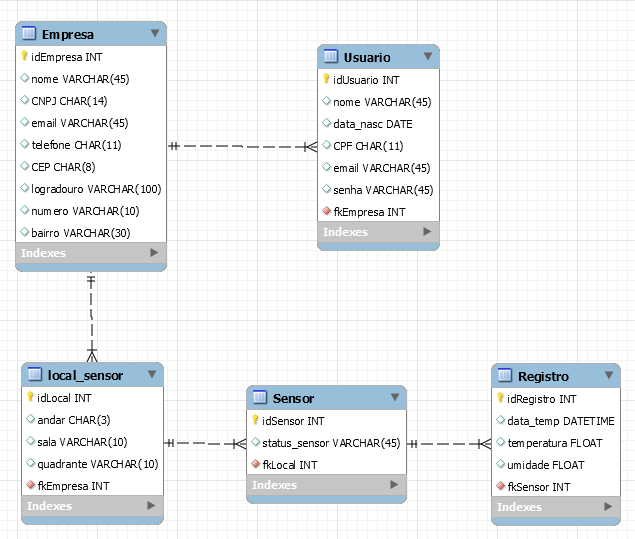 Empresa
idEmpresa INT
nome VARCHAR(45)
CNPJ CHAR(14)
email VARCHAR(45)
telefone CHAR(11)
CEP CHAR(8)
logradouro VARCHAR(100)
numero VARCHAR(10)
bairro VARCHAR(30)
Indexes
Usuario
idUsuario INT
nome VARCHAR(45)
data_nasc DATE
CPF CHAR(11)
email VARCHAR(45)
senha VARCHAR(45)
fkEmpresa INT
Indexes
local_sensor
idLocal INT
andar CHAR(3)
sala VARCHAR(10)
quadrante VARCHAR(10)
fkEmpresa INT
Indexes
Sensor
idSensor INT
status_sensor VARCHAR(45)
fkLocal INT
Indexes
Registro
idRegistro INT
data_temp DATETIME
temperatura FLOAT
umidade FLOAT
fkSensor INT
Indexes